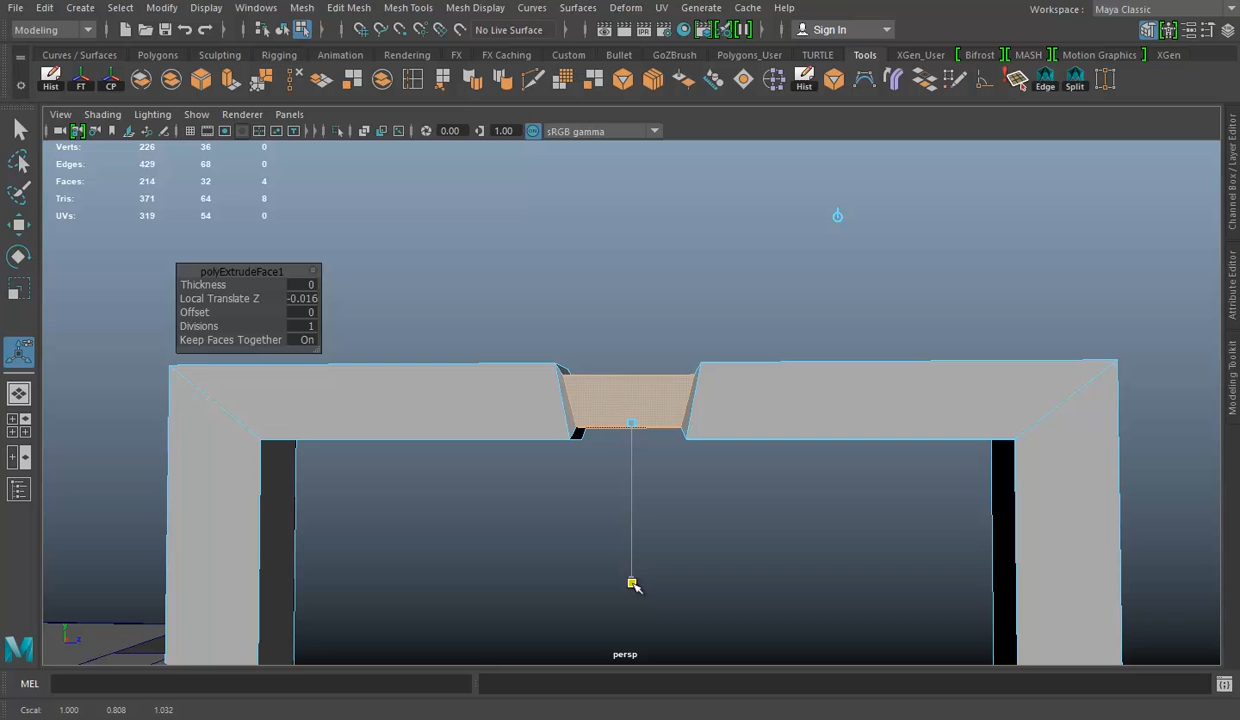 File Edit Create Select Modify Display Windows Mesh Edit Mesh Mesh Tools Mesh Display Curves Surfaces Deform UV Generate Cache Help Workspace : Maya Classic
Modeling No Live Surface Sign In
Curves / Surfaces Polygons Sculpting Rigging Animation Rendering FX FX Caching Custom Bullet GoZBrush Polygons_User TURTLE Tools XGen_User Bifrost MASH Motion Graphics XGen
Hist FT CP Hist Edge Split
View Shading Lighting Show Renderer Panels
0.00 1.00 sRGB gamma
Verts: 226 36 0
Edges: 429 68 0
Faces: 214 32 4
Tris: 371 64 8
UVs: 319 54 0
polyExtrudeFace1
Thickness 0
Local Translate Z -0.016
Offset 0
Divisions 1
Keep Faces Together On
Channel Box / Layer Editor
Attribute Editor
Modeling Toolkit
y z
persp
MEL
Cscal: 1.000 0.808 1.032